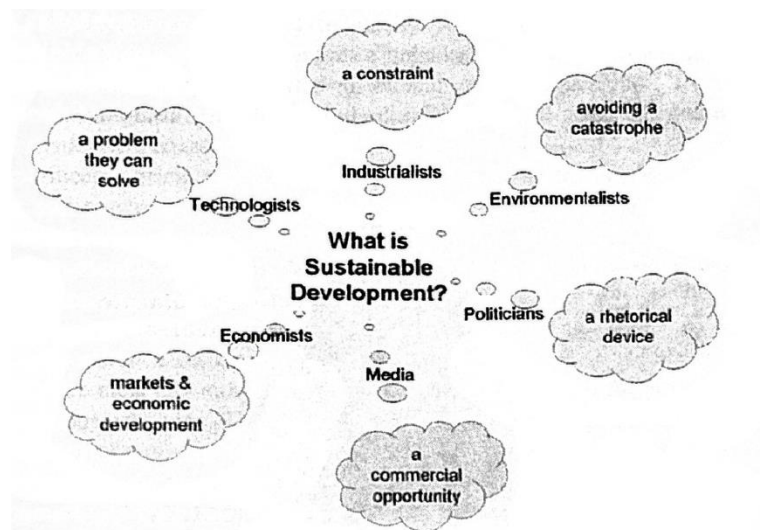 a constraint
Industrialists
avoiding a
catastrophe
Environmentalists
a problem
they can
solve
Technologists
What is
Sustainable
Development?
Politicians
a rhetorical
device
Economists
markets &
economic
development
Media
a
commercial
opportunity